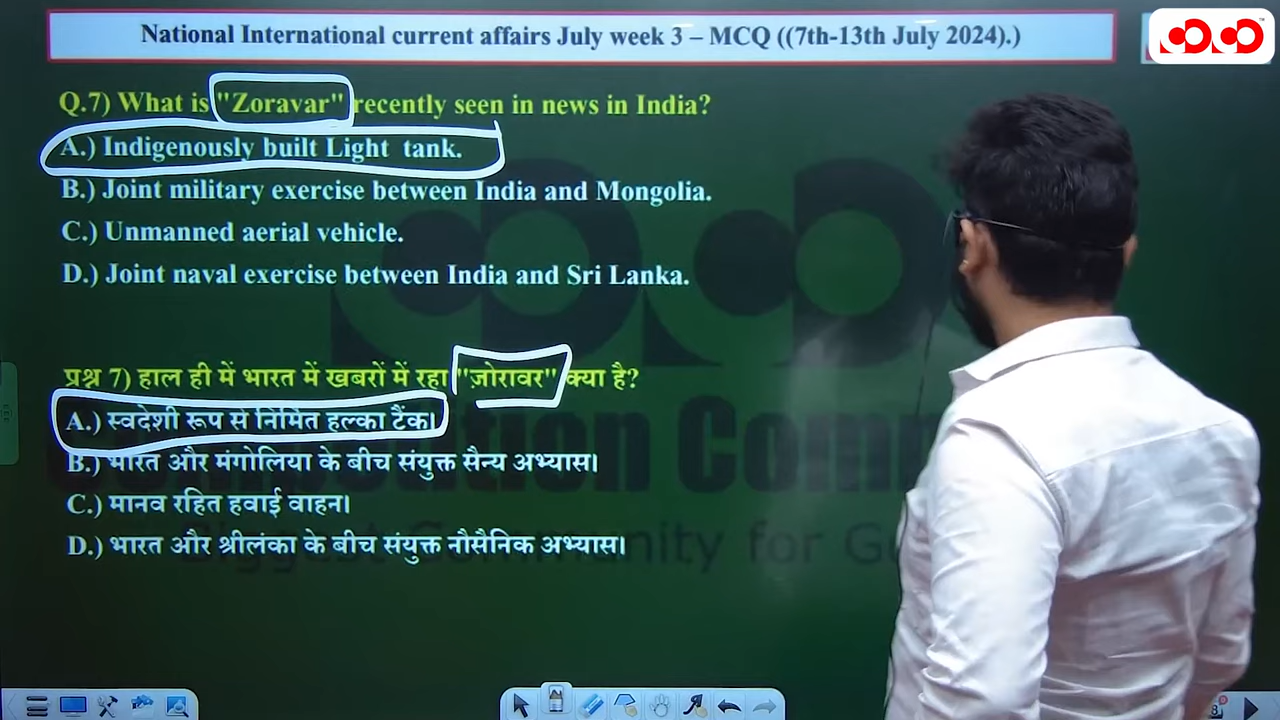 National International current affairs July week 3 – MCQ ((7th-13th July 2024).)
Q.7) What is "Zoravar" recently seen in news in India?
A.) Indigenously built Light tank.
B.) Joint military exercise between India and Mongolia.
C.) Unmanned aerial vehicle.
D.) Joint naval exercise between India and Sri Lanka.
प्रश्न 7) हाल ही में भारत में खबरों में रहा "ज़ोरावर" क्या है?
A.) स्वदेशी रूप से निर्मित हल्का टैंक।
B.) भारत और मंगोलिया के बीच संयुक्त सैन्य अभ्यास।
C.) मानव रहित हवाई वाहन।
D.) भारत और श्रीलंका के बीच संयुक्त नौसैनिक अभ्यास।